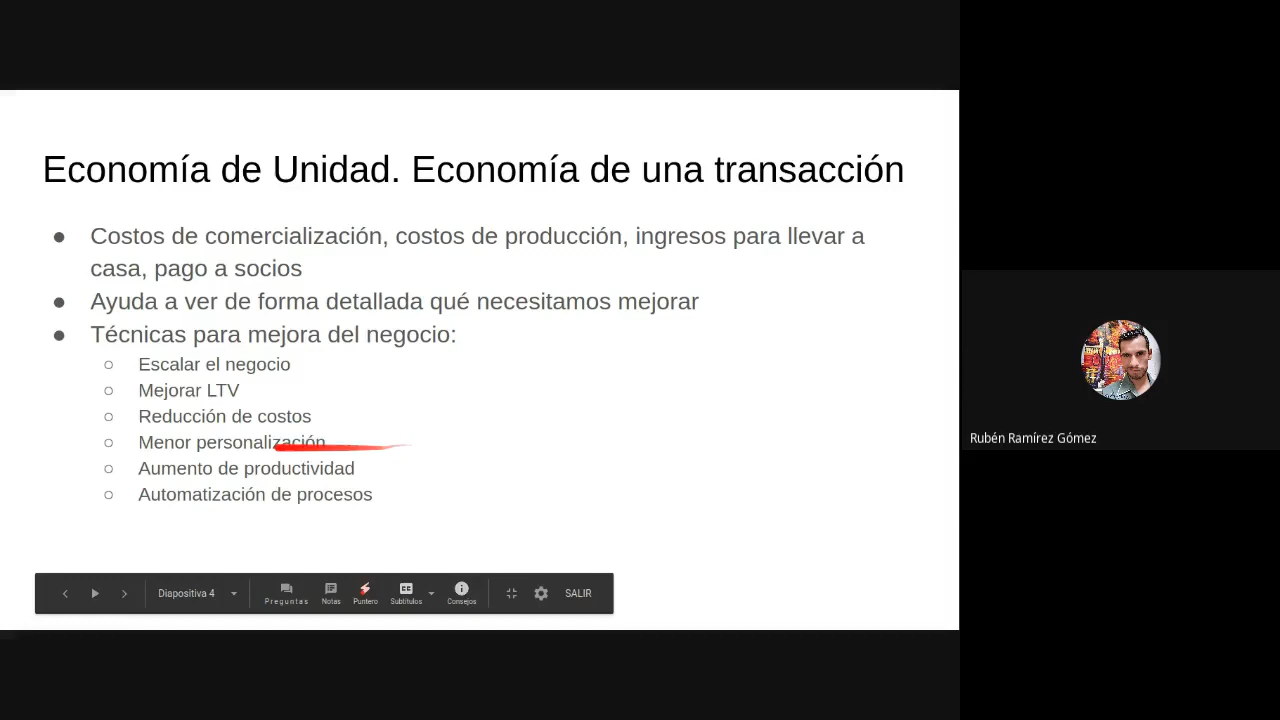 Economía de Unidad. Economía de una transacción
● Costos de comercialización, costos de producción, ingresos para llevar a
casa, pago a socios
● Ayuda a ver de forma detallada qué necesitamos mejorar
● Técnicas para mejora del negocio:
○ Escalar el negocio
○ Mejorar LTV
○ Reducción de costos
○ Menor personalización
○ Aumento de productividad
○ Automatización de procesos
Rubén Ramírez Gómez
Diapositiva 4
Preguntas
Notas
Puntero
CC
Subtítulos
Consejos
SALIR